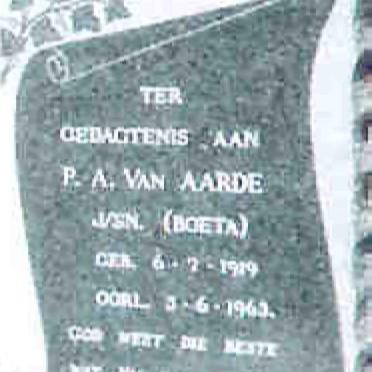 TER
GEDAGTENIS AAN
P. A. VAN AARDE
J/SN. (BOETA)
GEB. 6-7-1919
OORL. 3-6-1963.
GOD WEET DIE BESTE